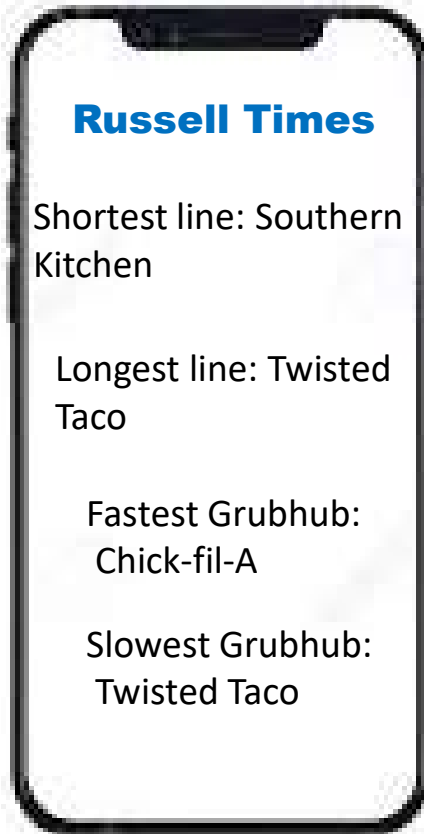 Russell Times
Shortest line: Southern
Kitchen
Longest line: Twisted
Taco
Fastest Grubhub:
Chick-fil-A
Slowest Grubhub:
Twisted Taco